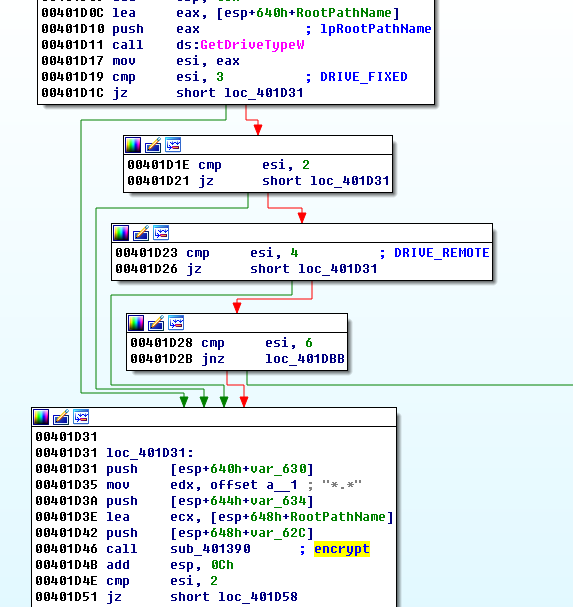 00401D0C lea eax, [esp+640h+RootPathName]
00401D10 push eax ; lpRootPathName
00401D11 call ds:GetDriveTypeW
00401D17 mov esi, eax
00401D19 cmp esi, 3 ; DRIVE_FIXED
00401D1C jz short loc_401D31
00401D1E cmp esi, 2
00401D21 jz short loc_401D31
00401D23 cmp esi, 4 ; DRIVE_REMOTE
00401D26 jz short loc_401D31
00401D28 cmp esi, 6
00401D2B jnz loc_401DBB
00401D31
00401D31 loc_401D31:
00401D31 push [esp+640h+var_630]
00401D35 mov edx, offset a__1 ; "*.*"
00401D3A push [esp+644h+var_634]
00401D3E lea ecx, [esp+648h+RootPathName]
00401D42 push [esp+648h+var_62C]
00401D46 call sub_401390 ; encrypt
00401D4B add esp, 0Ch
00401D4E cmp esi, 2
00401D51 jz short loc_401D58